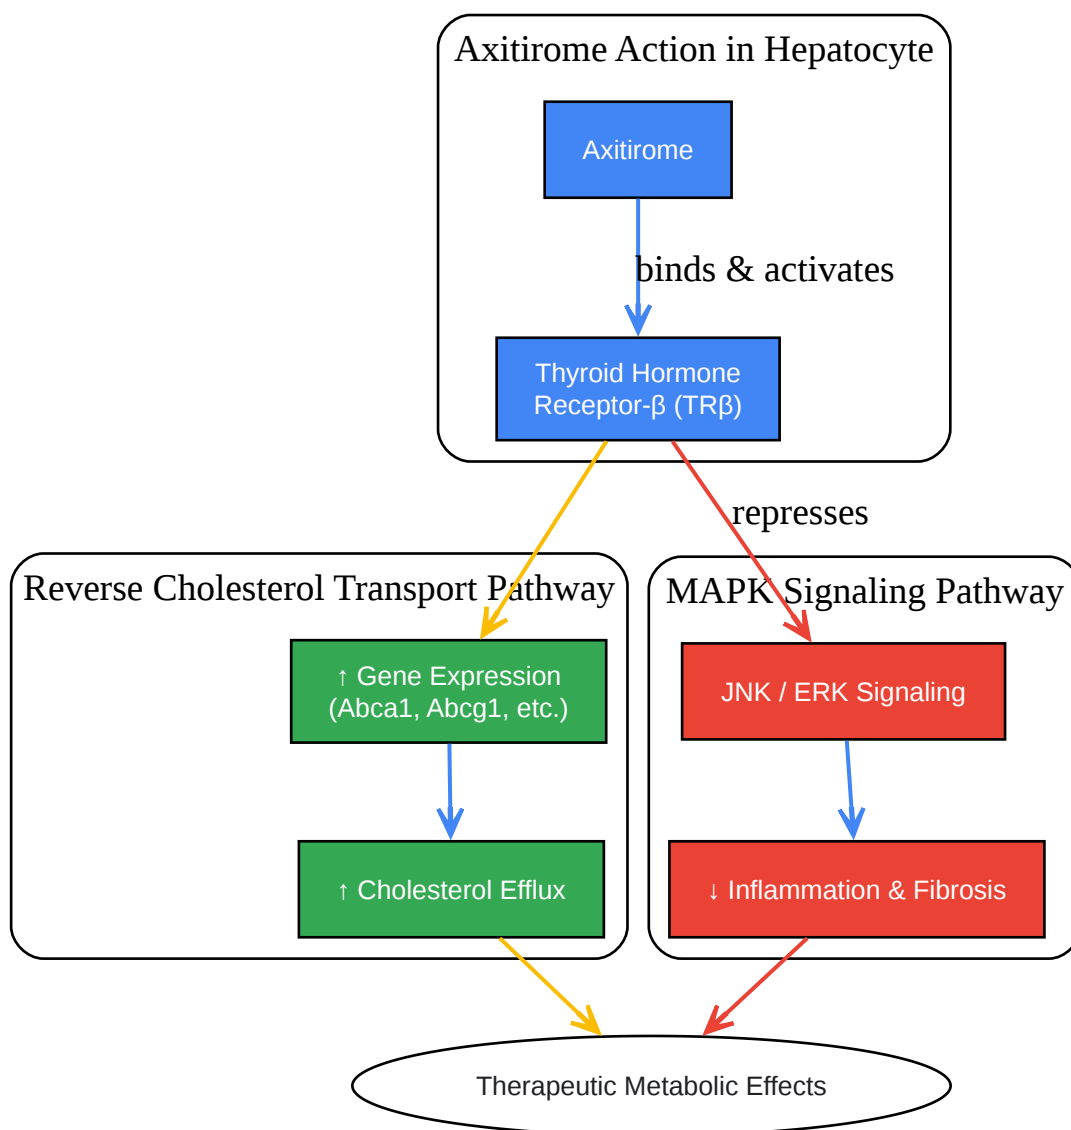 Axitirome Action in Hepatocyte
Axitirome
binds & activates
Thyroid Hormone
Receptor-β (TRβ)
represses
Reverse Cholesterol Transport Pathway
↑ Gene Expression
(Abca1, Abcg1, etc.)
↑ Cholesterol Efflux
MAPK Signaling Pathway
JNK / ERK Signaling
↓ Inflammation & Fibrosis
Therapeutic Metabolic Effects